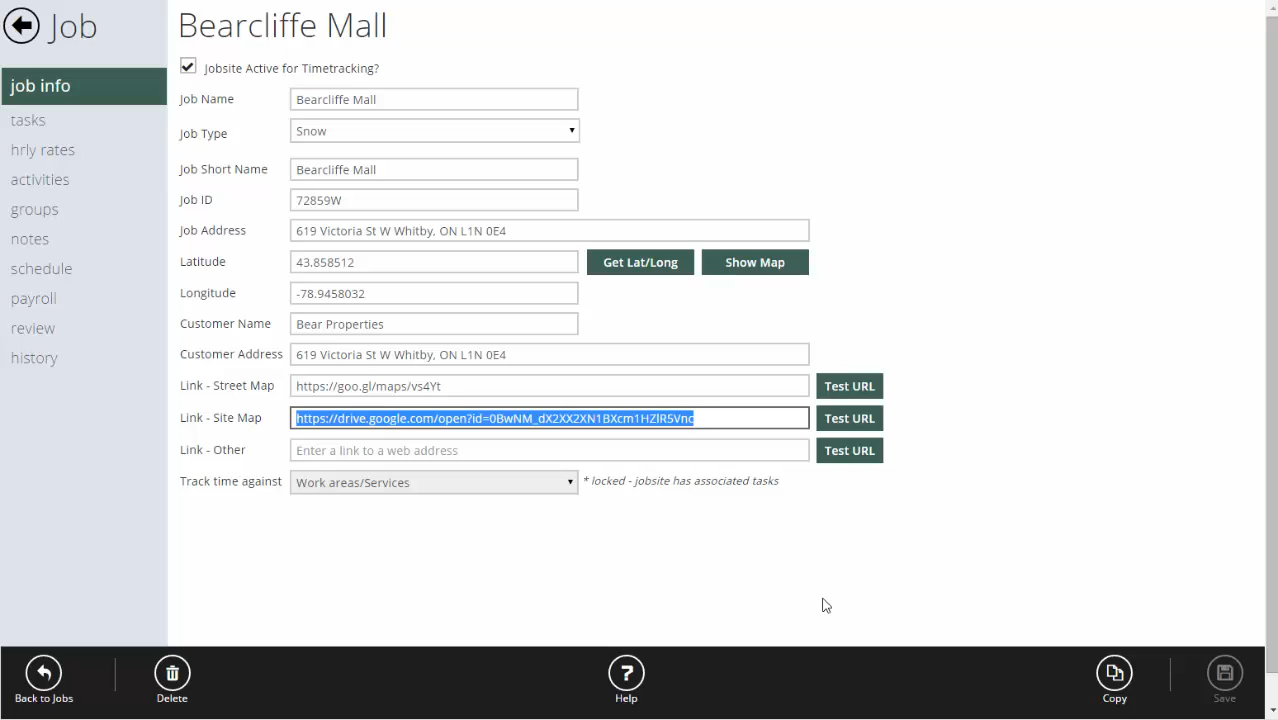 Job
Bearcliffe Mall
Jobsite Active for Timetracking?
job info
tasks
hrly rates
activities
groups
notes
schedule
payroll
review
history
Job Name Bearcliffe Mall
Job Type Snow
Job Short Name Bearcliffe Mall
Job ID 72859W
Job Address 619 Victoria St W Whitby, ON L1N 0E4
Latitude 43.858512 Get Lat/Long Show Map
Longitude -78.9458032
Customer Name Bear Properties
Customer Address 619 Victoria St W Whitby, ON L1N 0E4
Link - Street Map https://goo.gl/maps/vs4Yt Test URL
Link - Site Map https://drive.google.com/open?id=0BwNM_dX2XX2XN1BXcm1HZlR5Vnc Test URL
Link - Other Enter a link to a web address Test URL
Track time against Work areas/Services * locked - jobsite has associated tasks
Back to Jobs Delete Help Copy Save